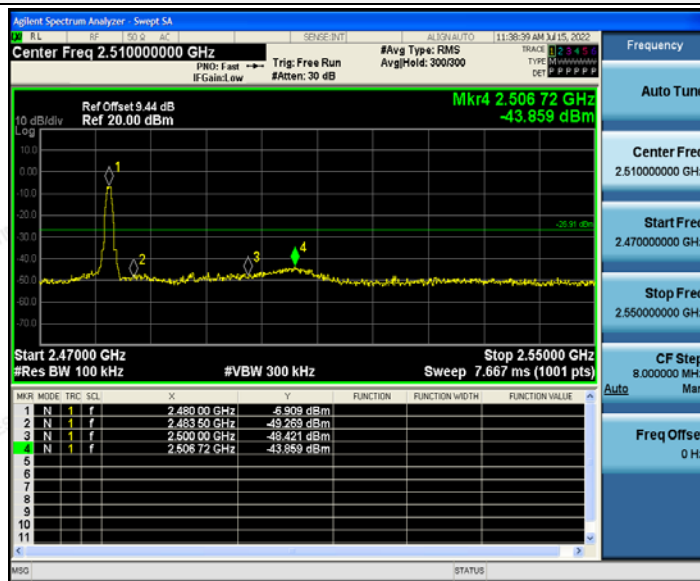 Agilent Spectrum Analyzer - Swept SA
RL RF 50 Ω AC SENSE:INT ALIGN AUTO 11:38:39 AM Jul 15, 2022
Center Freq 2.510000000 GHz #Avg Type: RMS TRACE 1 2 3 4 5 6
PNO: Fast Trig: Free Run Avg|Hold: 300/300 TYPE M WWWWW
IFGain:Low #Atten: 30 dB DET P P P P P P
Ref Offset 9.44 dB Mkr4 2.506 72 GHz
10 dB/div Ref 20.00 dBm -43.859 dBm
Log
10.0
0.00
-10.0
-20.0
-30.0
-40.0
-50.0
-60.0
-70.0
1
2
3
4
-26.91 dBm
Start 2.47000 GHz Stop 2.55000 GHz
#Res BW 100 kHz #VBW 300 kHz Sweep 7.667 ms (1001 pts)
MKR MODE TRC SCL X Y FUNCTION FUNCTION WIDTH FUNCTION VALUE
1 N 1 f 2.480 00 GHz -6.909 dBm
2 N 1 f 2.483 50 GHz -49.269 dBm
3 N 1 f 2.500 00 GHz -48.421 dBm
4 N 1 f 2.506 72 GHz -43.859 dBm
5
6
7
8
9
10
11
MSG STATUS
Frequency
Auto Tune
Center Freq
2.510000000 GHz
Start Freq
2.470000000 GHz
Stop Freq
2.550000000 GHz
CF Step
8.000000 MHz
Auto Man
Freq Offset
0 Hz